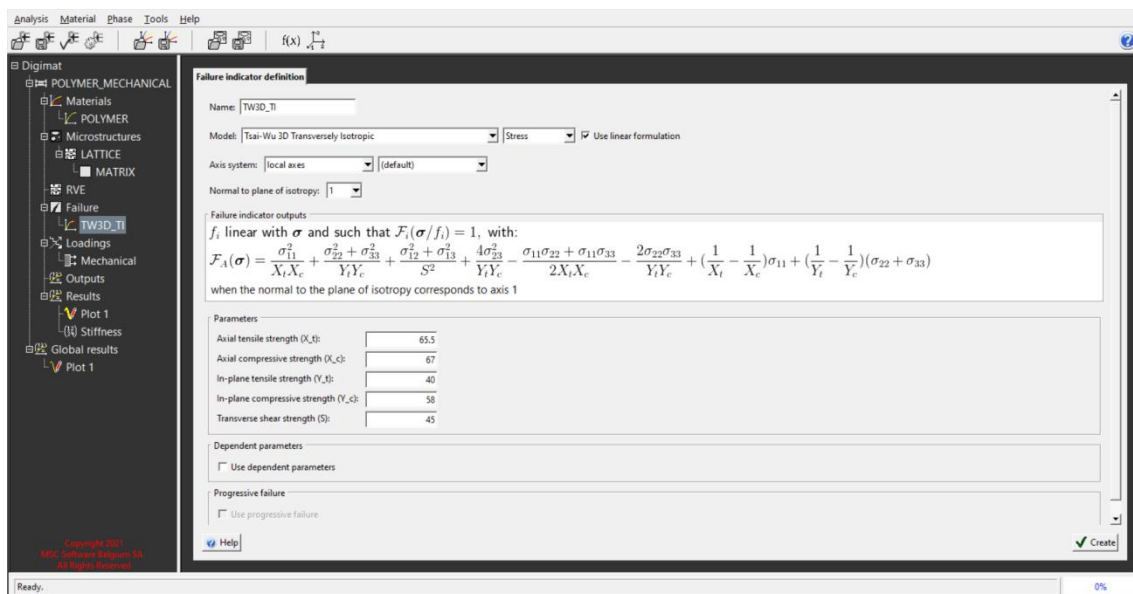 Analysis Material Phase Tools Help
f(x)
Digimat
POLYMER_MECHANICAL
Materials
POLYMER
Microstructures
LATTICE
MATRIX
RVE
Failure
TW3D_TI
Loadings
Mechanical
Outputs
Results
Plot 1
Stiffness
Global results
Plot 1
Copyright 2021
MSC Software Belgium SA
All Rights Reserved
Failure indicator definition
Name: TW3D_TI
Model: Tsai-Wu 3D Transversely Isotropic Stress Use linear formulation
Axis system: local axes (default)
Normal to plane of isotropy: 1
Failure indicator outputs
f_i linear with σ and such that F_i(σ/f_i) = 1, with:
F_A(σ) = σ₁₁²/(X_t X_c) + (σ₂₂² + σ₃₃²)/(Y_t Y_c) + (σ₁₂² + σ₁₃²)/S² + 4σ₂₃²/(Y_t Y_c) − (σ₁₁σ₂₂ + σ₁₁σ₃₃)/(2X_t X_c) − 2σ₂₂σ₃₃/(Y_t Y_c) + (1/X_t − 1/X_c)σ₁₁ + (1/Y_t − 1/Y_c)(σ₂₂ + σ₃₃)
when the normal to the plane of isotropy corresponds to axis 1
Parameters
Axial tensile strength (X_t): 65.5
Axial compressive strength (X_c): 67
In-plane tensile strength (Y_t): 40
In-plane compressive strength (Y_c): 58
Transverse shear strength (S): 45
Dependent parameters
Use dependent parameters
Progressive failure
Use progressive failure
Help
Create
Ready.
0%